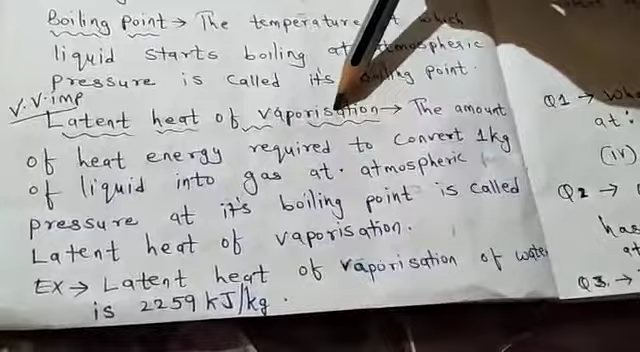 Boiling Point → The temperature at which
liquid starts boiling at atmospheric
pressure is called it's boiling point.
V.V.imp
Latent heat of vaporisation → The amount
of heat energy required to convert 1kg
of liquid into gas at atmospheric
pressure at it's boiling point is called
Latent heat of vaporisation.
Ex → Latent heat of vaporisation of water
is 2259 kJ/kg.
Q1 →
at:
(iv)
Q2 →
has
at
Q3. →